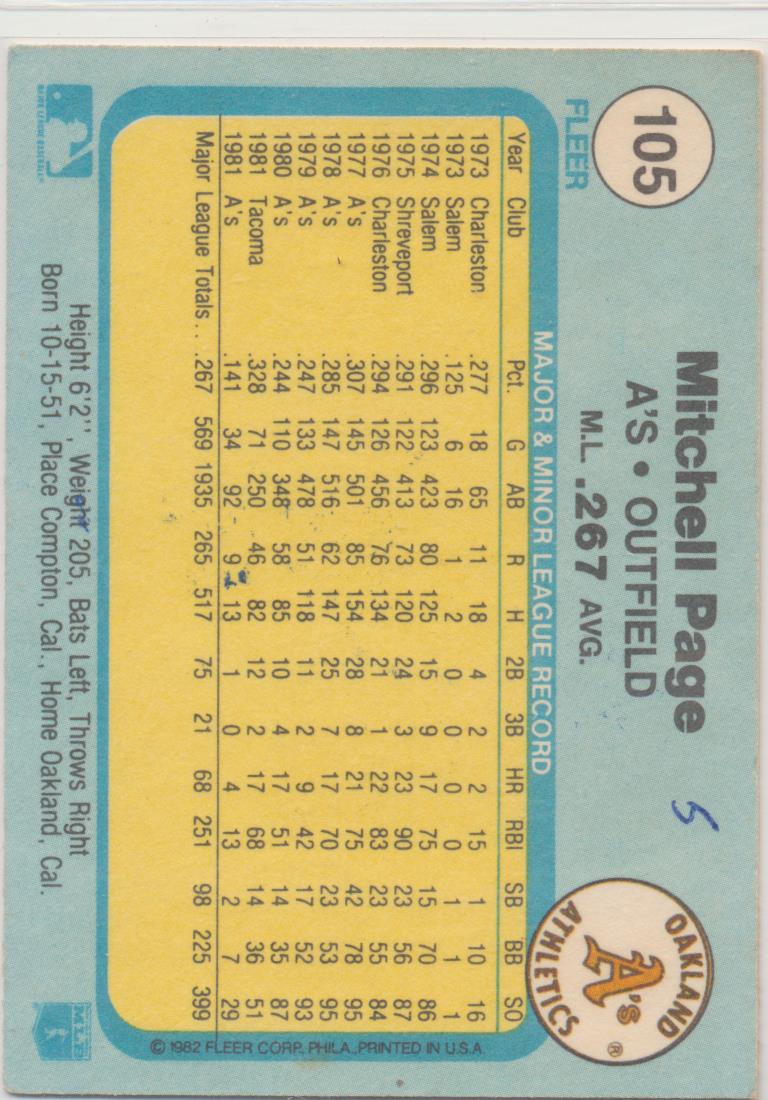 105
FLEER
Mitchell Page
A'S • OUTFIELD
M.L. .267 AVG.
5
OAKLAND A's ATHLETICS ®
MAJOR & MINOR LEAGUE RECORD
Year Club Pct. G AB R H 2B 3B HR RBI SB BB SO
1973 Charleston .277 18 65 11 18 4 2 2 15 1 10 16
1973 Salem .125 6 16 1 2 0 0 0 0 1 1 1
1974 Salem .296 123 423 80 125 15 9 17 75 15 70 86
1975 Shreveport .291 122 413 73 120 24 3 23 90 23 56 87
1976 Charleston .294 126 456 76 134 21 1 22 83 23 55 84
1977 A's .307 145 501 85 154 28 8 21 75 42 78 95
1978 A's .285 147 516 62 147 25 7 17 70 23 53 95
1979 A's .247 133 478 51 118 11 2 9 42 17 52 93
1980 A's .244 110 348 58 85 10 4 17 51 14 35 87
1981 Tacoma .328 71 250 46 82 12 2 17 68 14 36 51
1981 A's .141 34 92 9 13 1 0 4 13 2 7 29
Major League Totals . . .267 569 1935 265 517 75 21 68 251 98 225 399
© 1982 FLEER CORP. PHILA., PRINTED IN U.S.A.
Height 6'2", Weight 205, Bats Left, Throws Right
Born 10-15-51, Place Compton, Cal., Home Oakland, Cal.